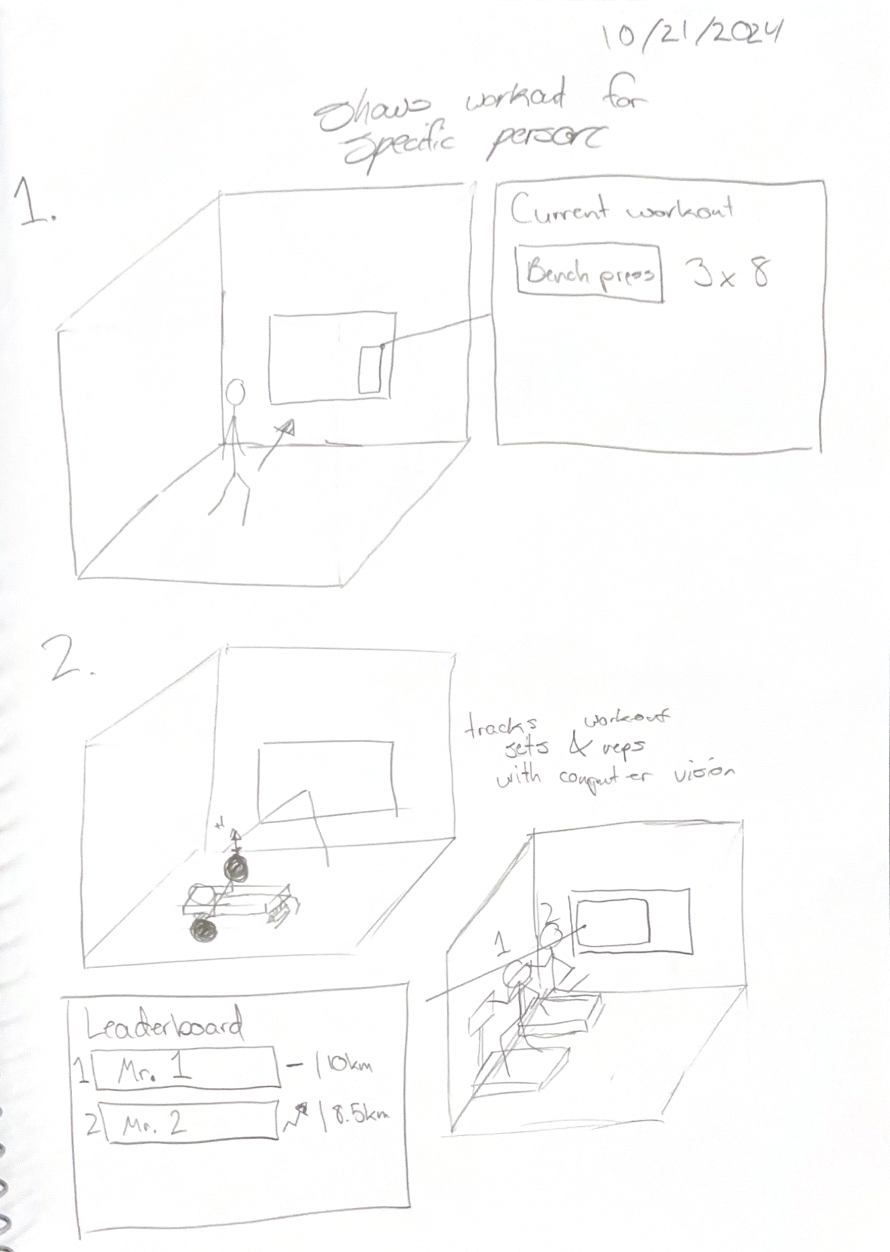 10/21/2024
Shows workout for
specific person
1.
Current workout
Bench press 3 x 8
2.
tracks workout
sets & reps
with computer vision
+1
1 2
Leaderboard
1 Mr. 1 – | 10km
2 Mr. 2 | 8.5km